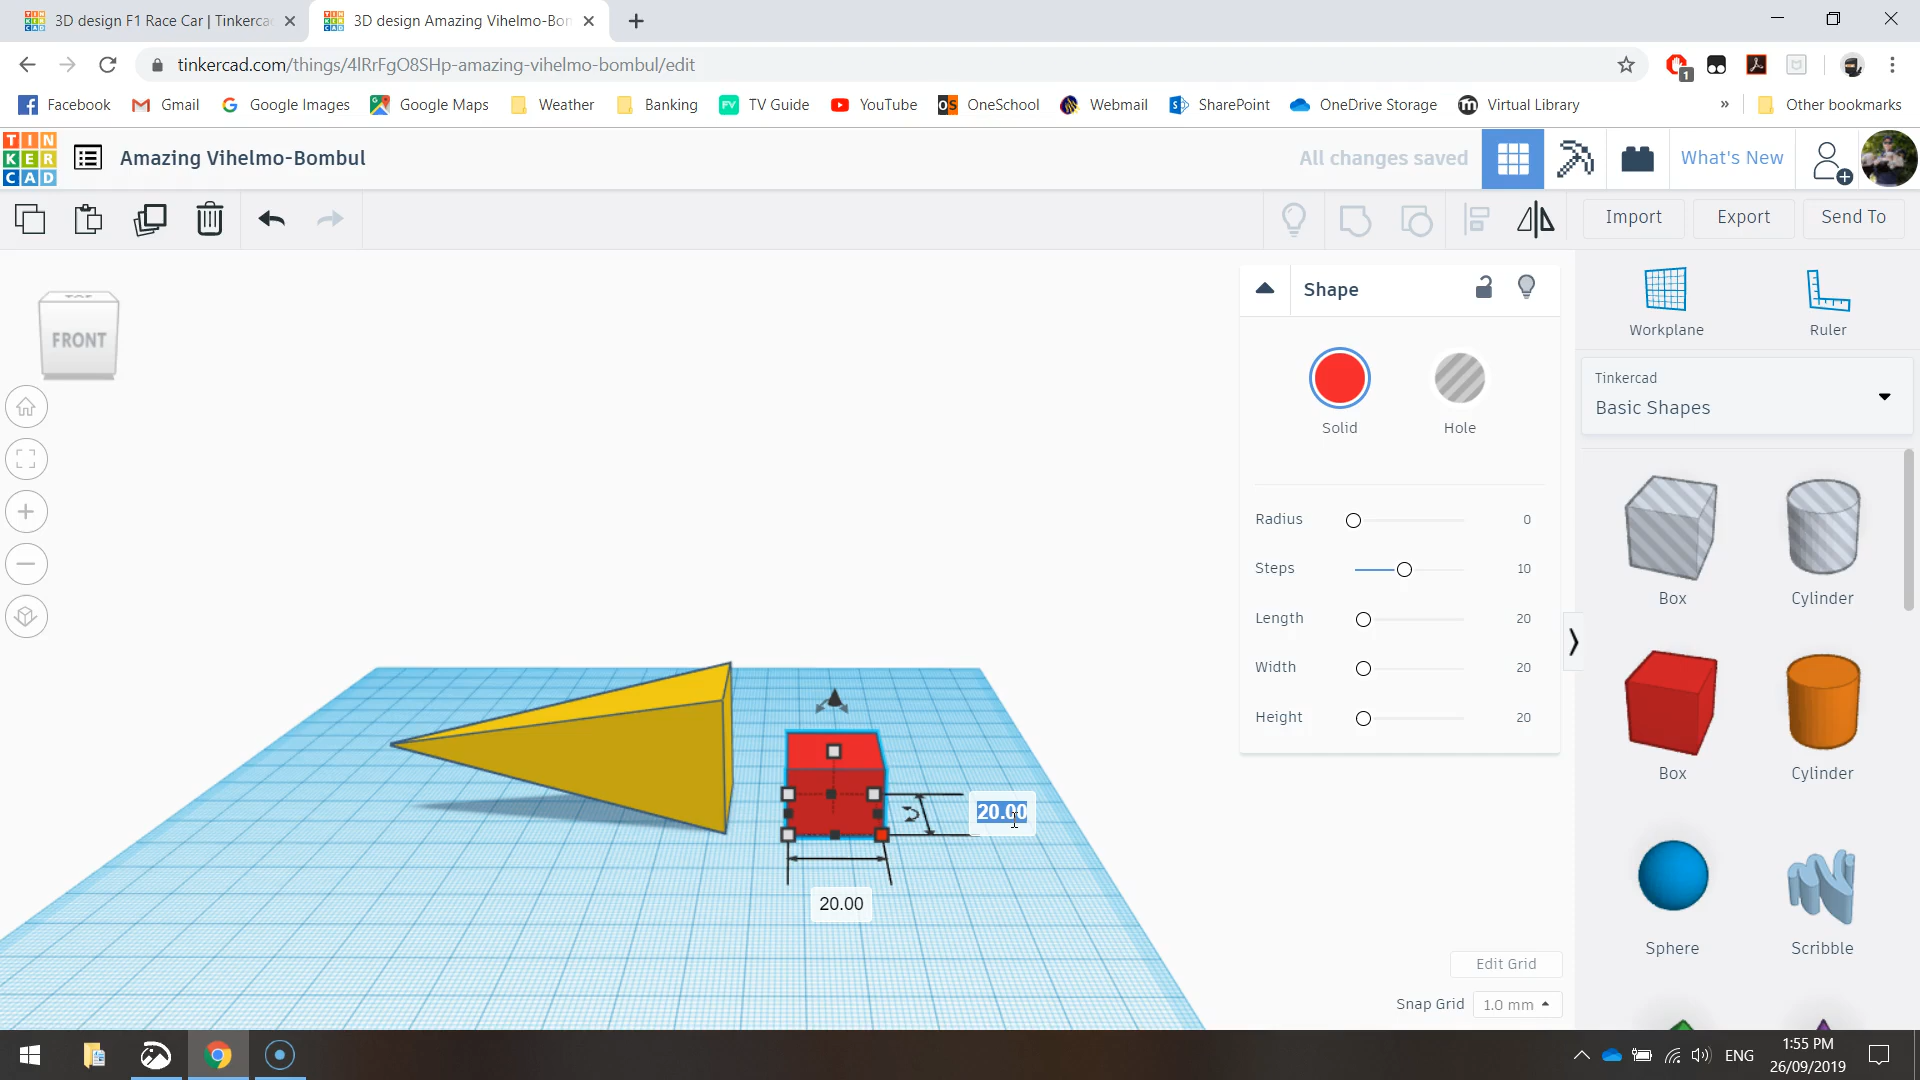 3D design F1 Race Car | Tinkerca
3D design Amazing Vihelmo-Bom
tinkercad.com/things/4lRrFgO8SHp-amazing-vihelmo-bombul/edit
1
Facebook
Gmail
Google Images
Google Maps
Weather
Banking
FV TV Guide
YouTube
OS OneSchool
Webmail
SharePoint
OneDrive Storage
Virtual Library
»
Other bookmarks
TIN
KER
CAD
Amazing Vihelmo-Bombul
All changes saved
What's New
Import
Export
Send To
TOP
FRONT
Shape
Solid
Hole
Radius 0
Steps 10
Length 20
Width 20
Height 20
Workplane
Ruler
Tinkercad
Basic Shapes
Box
Cylinder
Box
Cylinder
Sphere
Scribble
20.00
20.00
Edit Grid
Snap Grid 1.0 mm
ENG
1:55 PM
26/09/2019